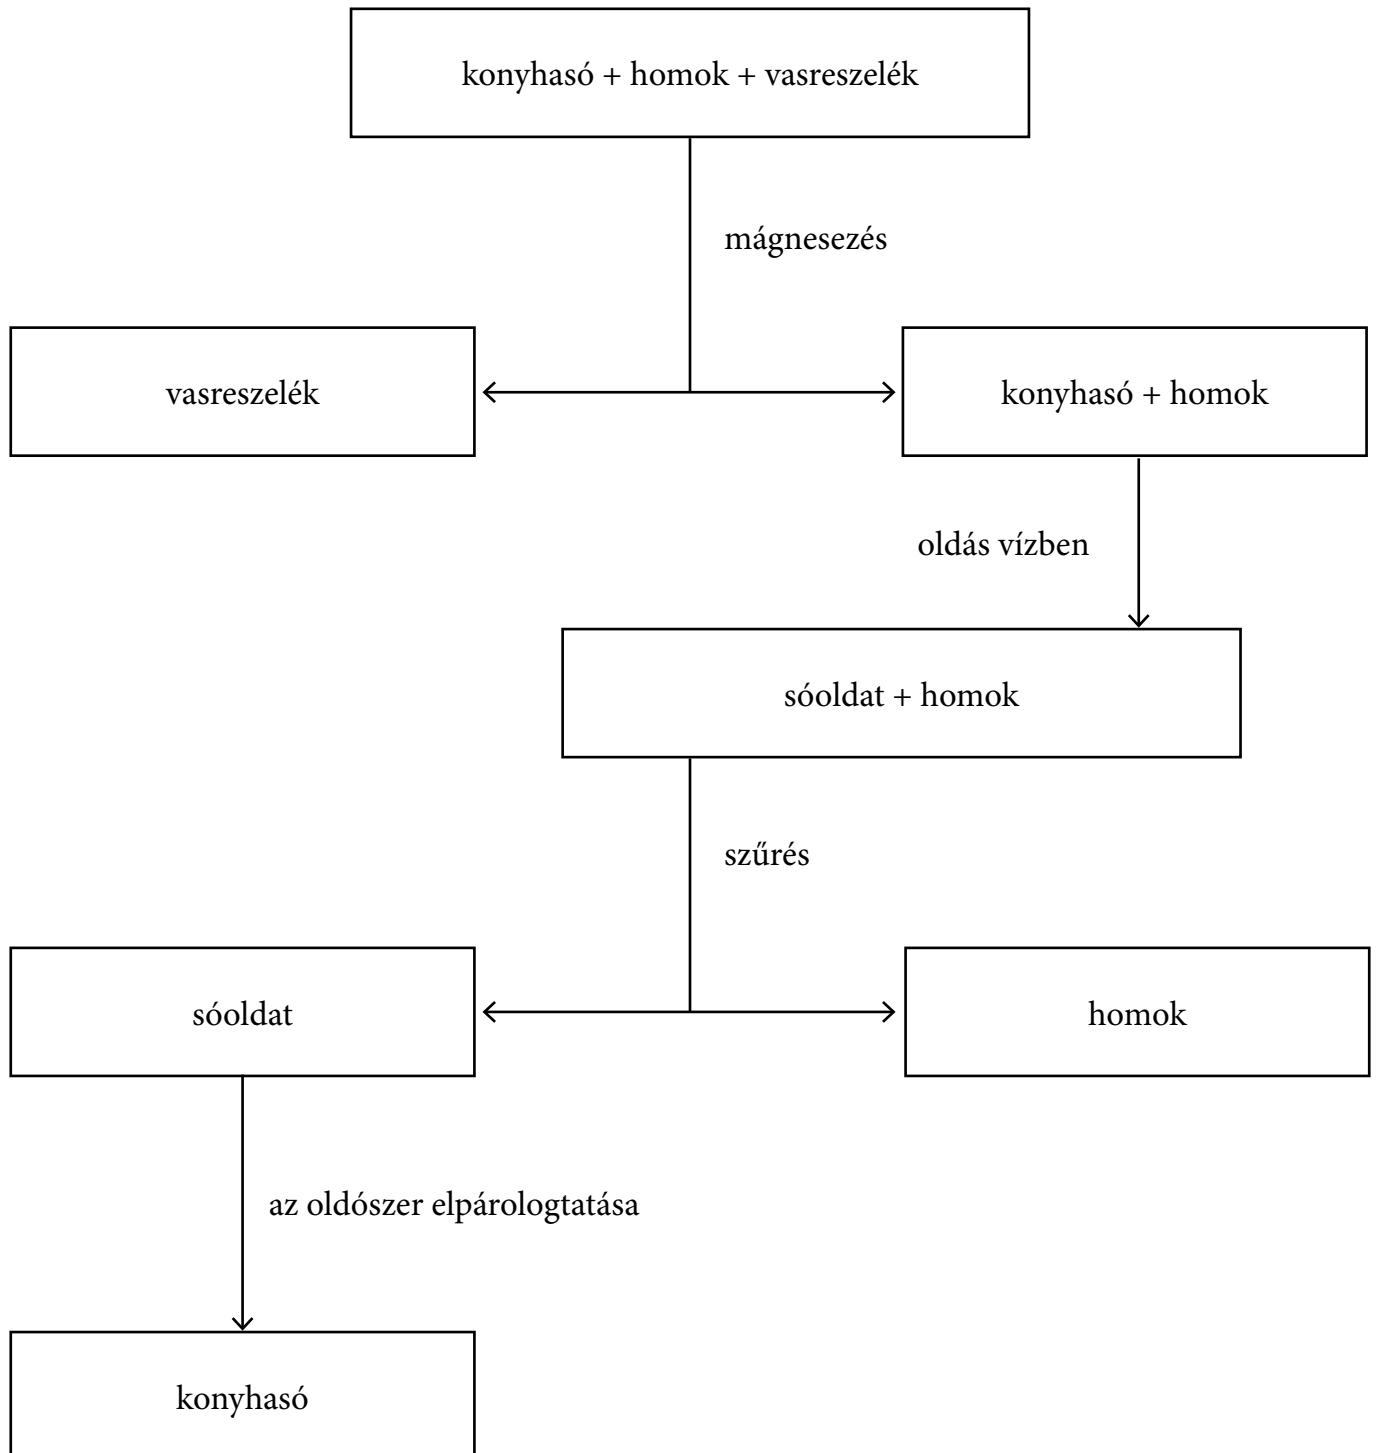 konyhasó + homok + vasreszelék
mágnesezés
vasreszelék
konyhasó + homok
oldás vízben
sóoldat + homok
szűrés
sóoldat
homok
az oldószer elpárologtatása
konyhasó